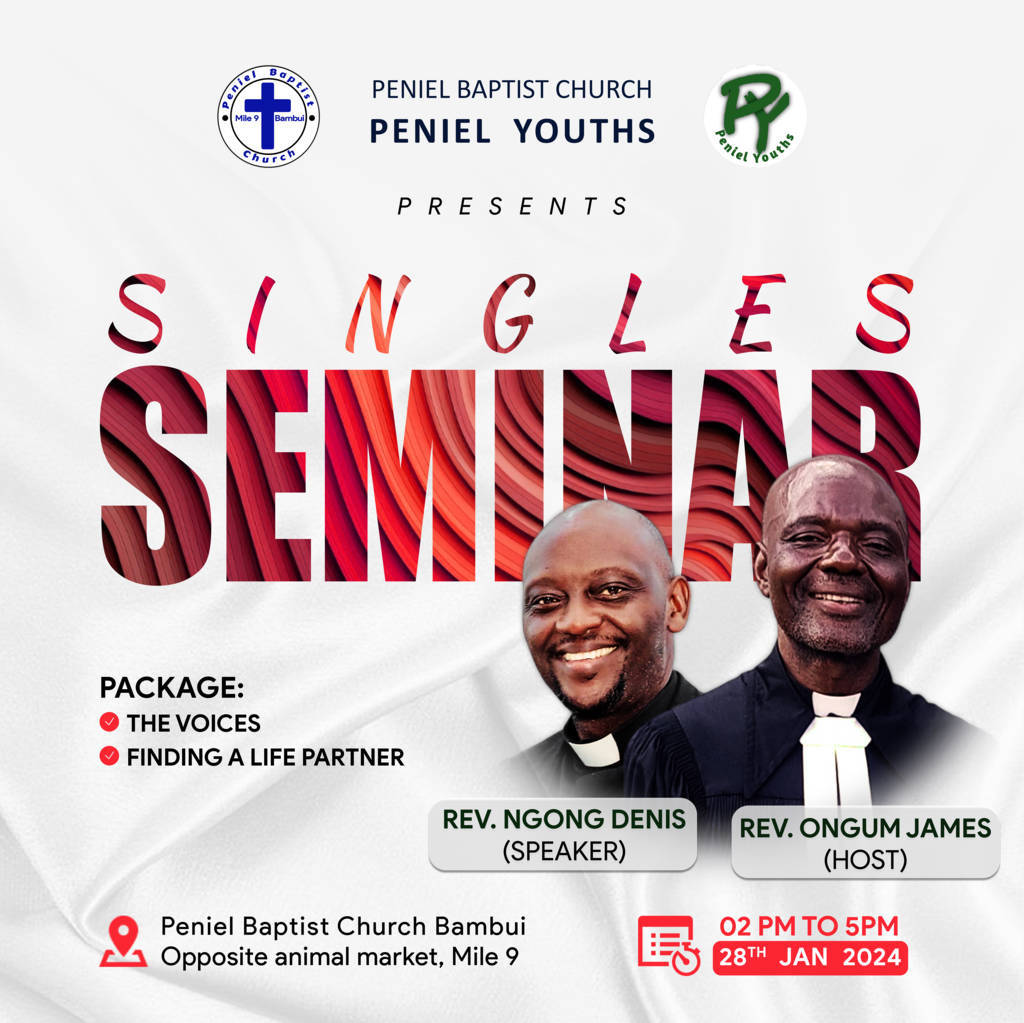 Peniel Baptist
Mile 9 Bambui
Church
PENIEL BAPTIST CHURCH
PENIEL YOUTHS
PY
Peniel Youths
PRESENTS
SINGLES
SEMINAR
PACKAGE:
THE VOICES
FINDING A LIFE PARTNER
REV. NGONG DENIS
(SPEAKER)
REV. ONGUM JAMES
(HOST)
Peniel Baptist Church Bambui
Opposite animal market, Mile 9
02 PM TO 5PM
28TH JAN 2024